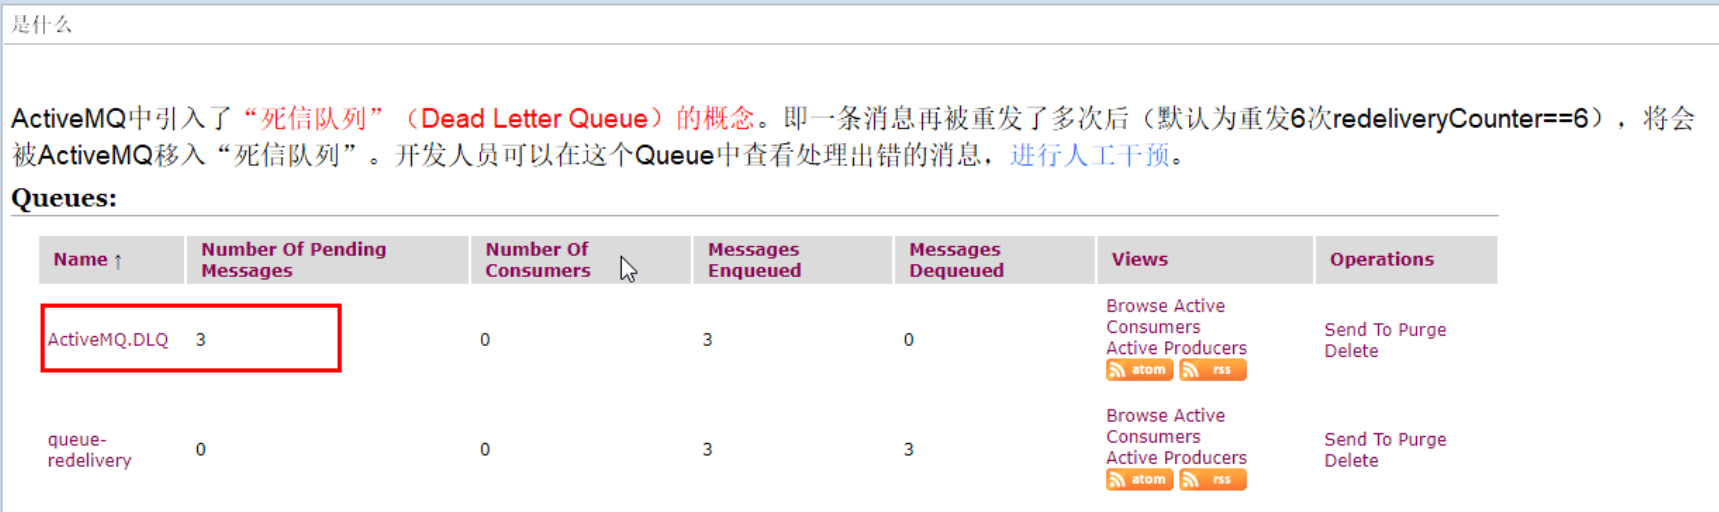 是什么
ActiveMQ中引入了“死信队列”（Dead Letter Queue）的概念。即一条消息再被重发了多次后（默认为重发6次redeliveryCounter==6），将会
被ActiveMQ移入“死信队列”。开发人员可以在这个Queue中查看处理出错的消息，进行人工干预。
Queues:
Name ↑ Number Of Pending Messages Number Of Consumers Messages Enqueued Messages Dequeued Views Operations
ActiveMQ.DLQ 3 0 3 0
Browse Active
Consumers
Active Producers
atom rss
Send To Purge
Delete
queue-
redelivery 0 0 3 3
Browse Active
Consumers
Active Producers
atom rss
Send To Purge
Delete